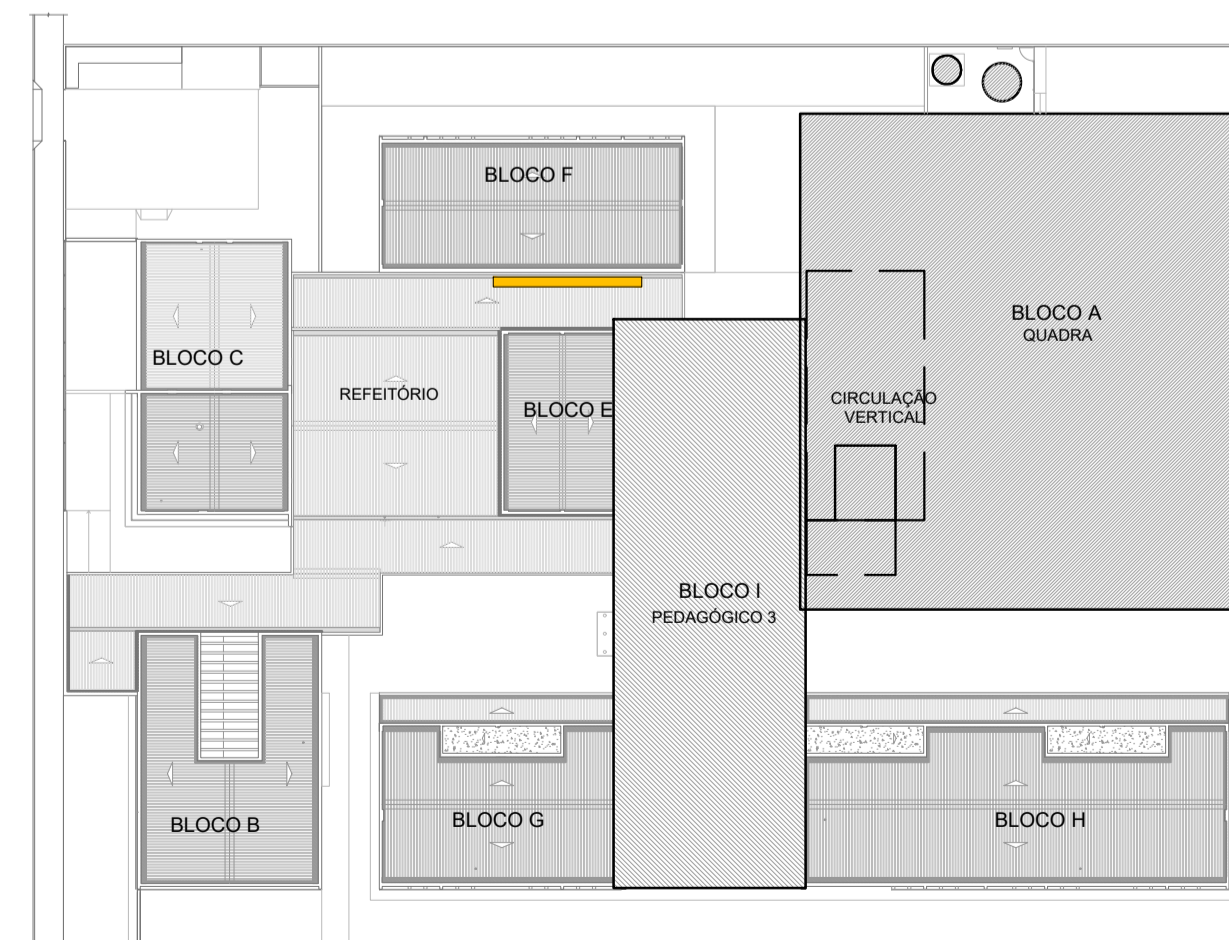 BLOCO F
BLOCO A
QUADRA
BLOCO C
REFEITÓRIO
BLOCO E
CIRCULAÇÃO
VERTICAL
BLOCO I
PEDAGÓGICO 3
BLOCO B
BLOCO G
BLOCO H